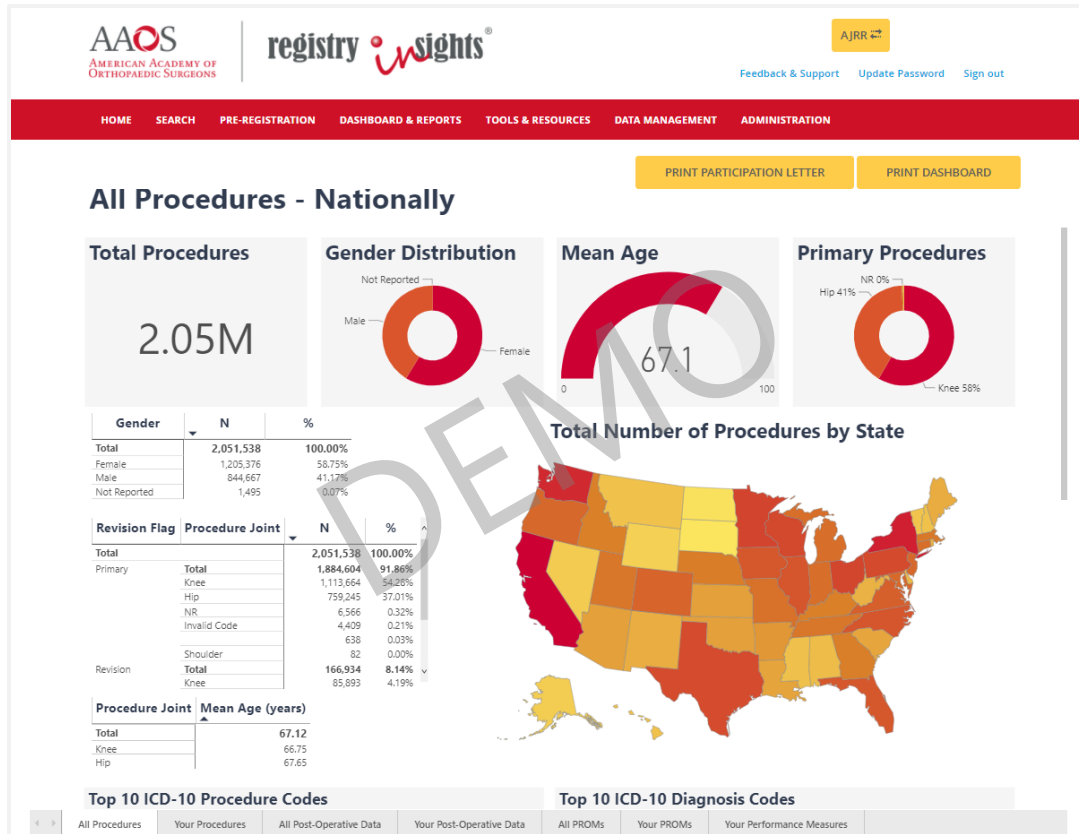 AAOS
AMERICAN ACADEMY OF
ORTHOPAEDIC SURGEONS
registry insights®
AJRR
Feedback & Support Update Password Sign out
HOME SEARCH PRE-REGISTRATION DASHBOARD & REPORTS TOOLS & RESOURCES DATA MANAGEMENT ADMINISTRATION
PRINT PARTICIPATION LETTER PRINT DASHBOARD
All Procedures - Nationally
Total Procedures
2.05M
Gender Distribution
Not Reported
Male
Female
Mean Age
67.1
0 100
Primary Procedures
NR 0%
Hip 41%
Knee 58%
DEMO
Gender N %
Total 2,051,538 100.00%
Female 1,205,376 58.75%
Male 844,667 41.17%
Not Reported 1,495 0.07%
Total Number of Procedures by State
Revision Flag Procedure Joint N %
Total 2,051,538 100.00%
Primary Total 1,884,604 91.86%
Knee 1,113,664 54.28%
Hip 759,245 37.01%
NR 6,566 0.32%
Invalid Code 4,409 0.21%
638 0.03%
Shoulder 82 0.00%
Revision Total 166,934 8.14%
Knee 85,893 4.19%
Procedure Joint Mean Age (years)
Total 67.12
Knee 66.75
Hip 67.65
Top 10 ICD-10 Procedure Codes
Top 10 ICD-10 Diagnosis Codes
All Procedures Your Procedures All Post-Operative Data Your Post-Operative Data All PROMs Your PROMs Your Performance Measures